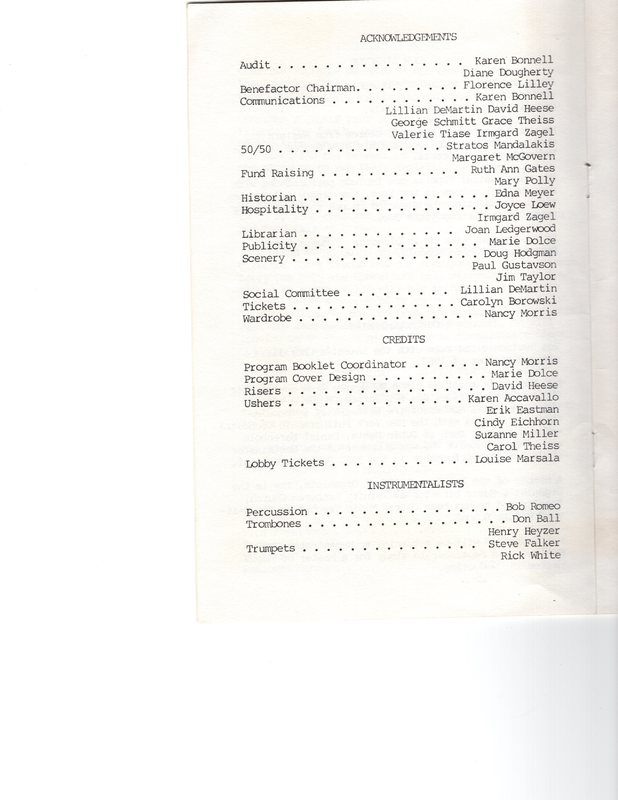 ACKNOWLEDGEMENTS
Audit . . . . . . . . . . . . . . . . Karen Bonnell
Diane Dougherty
Benefactor Chairman. . . . . . . . . Florence Lilley
Communications . . . . . . . . . . . . Karen Bonnell
Lillian DeMartin David Heese
George Schmitt Grace Theiss
Valerie Tiase Irmgard Zagel
50/50 . . . . . . . . . . . . . . Stratos Mandalakis
Margaret McGovern
Fund Raising . . . . . . . . . . . . Ruth Ann Gates
Mary Polly
Historian . . . . . . . . . . . . . . . . Edna Meyer
Hospitality . . . . . . . . . . . . . . . Joyce Loew
Irmgard Zagel
Librarian . . . . . . . . . . . . . Joan Ledgerwood
Publicity . . . . . . . . . . . . . . . Marie Dolce
Scenery . . . . . . . . . . . . . . . . Doug Hodgman
Paul Gustavson
Jim Taylor
Social Committee . . . . . . . . . Lillian DeMartin
Tickets . . . . . . . . . . . . . . Carolyn Borowski
Wardrobe . . . . . . . . . . . . . . . Nancy Morris
CREDITS
Program Booklet Coordinator . . . . . . Nancy Morris
Program Cover Design . . . . . . . . . . Marie Dolce
Risers . . . . . . . . . . . . . . . . . David Heese
Ushers . . . . . . . . . . . . . . . Karen Accavallo
Erik Eastman
Cindy Eichhorn
Suzanne Miller
Carol Theiss
Lobby Tickets . . . . . . . . . . . . Louise Marsala
INSTRUMENTALISTS
Percussion . . . . . . . . . . . . . . . . Bob Romeo
Trombones . . . . . . . . . . . . . . . . . Don Ball
Henry Heyzer
Trumpets . . . . . . . . . . . . . . . Steve Falker
Rick White